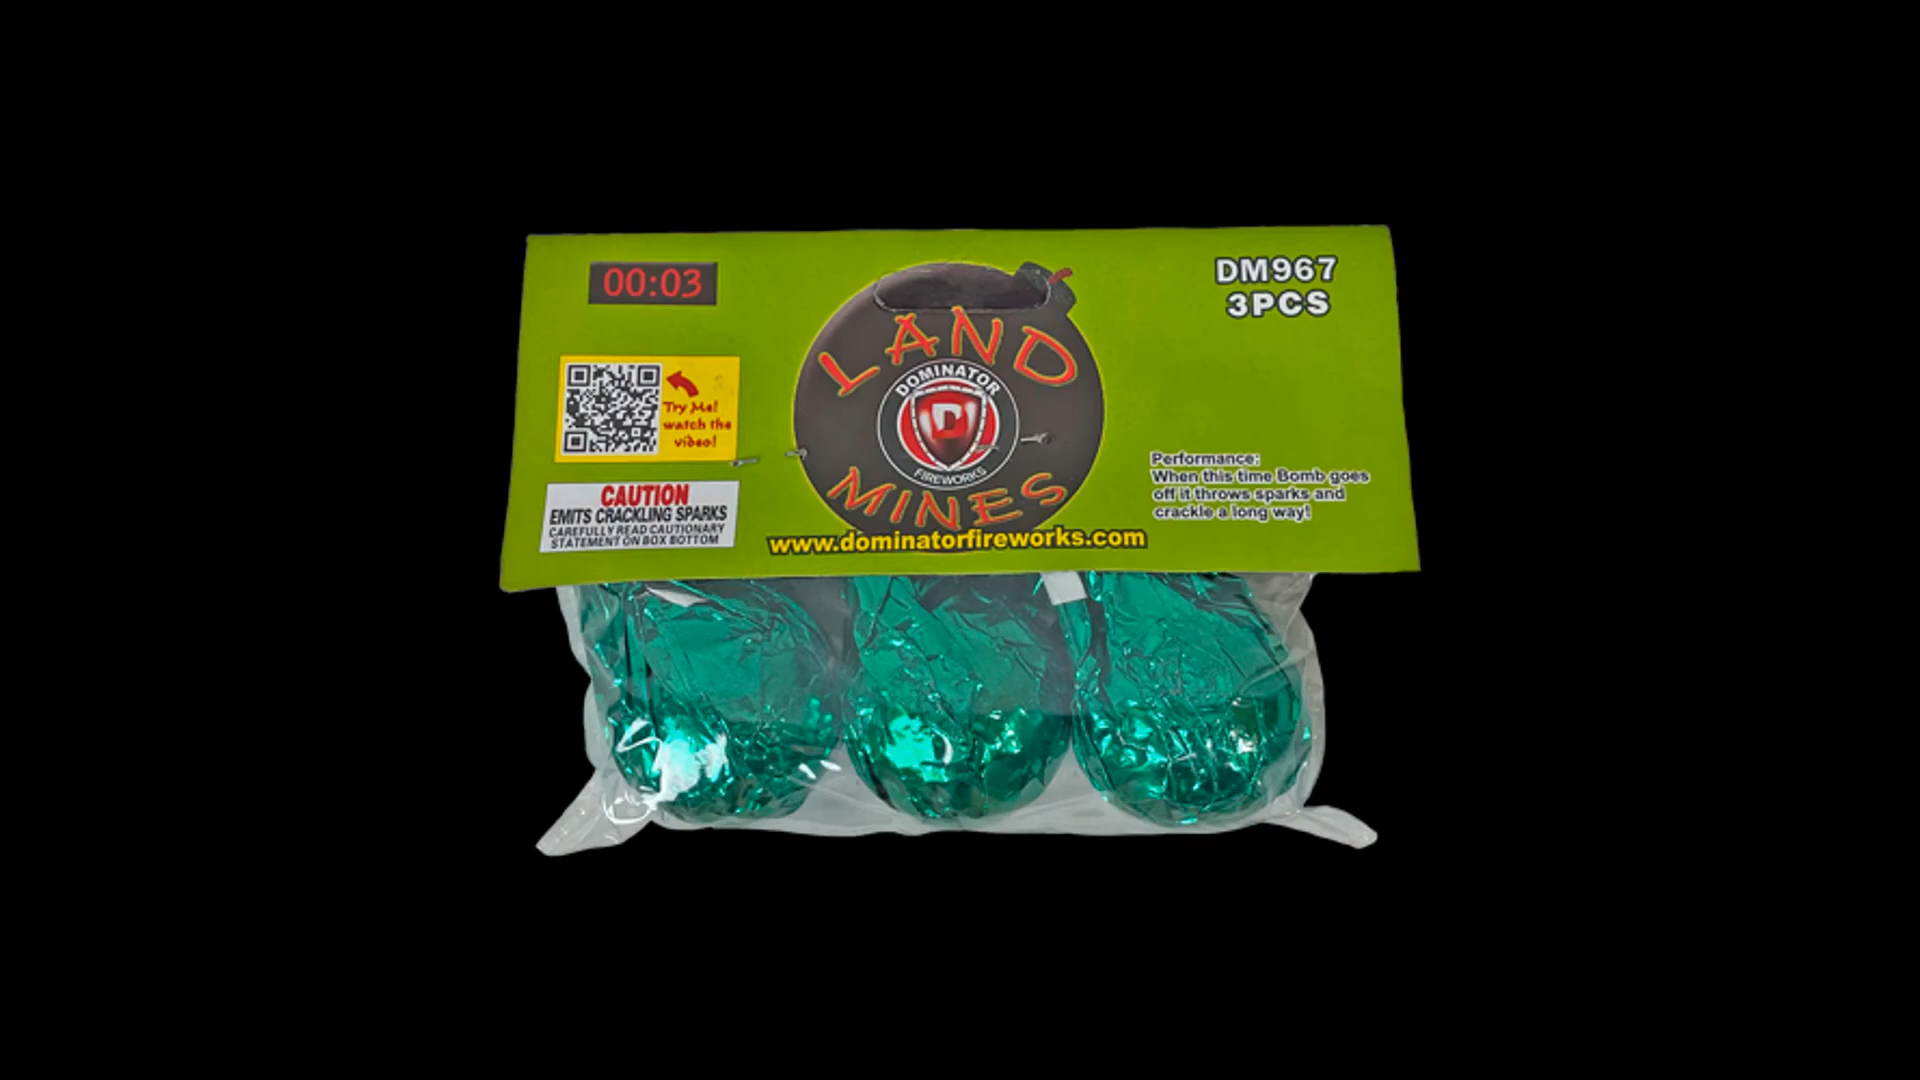 00:03
DM967
3PCS
LAND
DOMINATOR
D
FIREWORKS
MINES
Try Me!
watch the
video!
CAUTION
EMITS CRACKLING SPARKS
CAREFULLY READ CAUTIONARY
STATEMENT ON BOX BOTTOM
Performance:
When this time Bomb goes
off it throws sparks and
crackle a long way!
www.dominatorfireworks.com